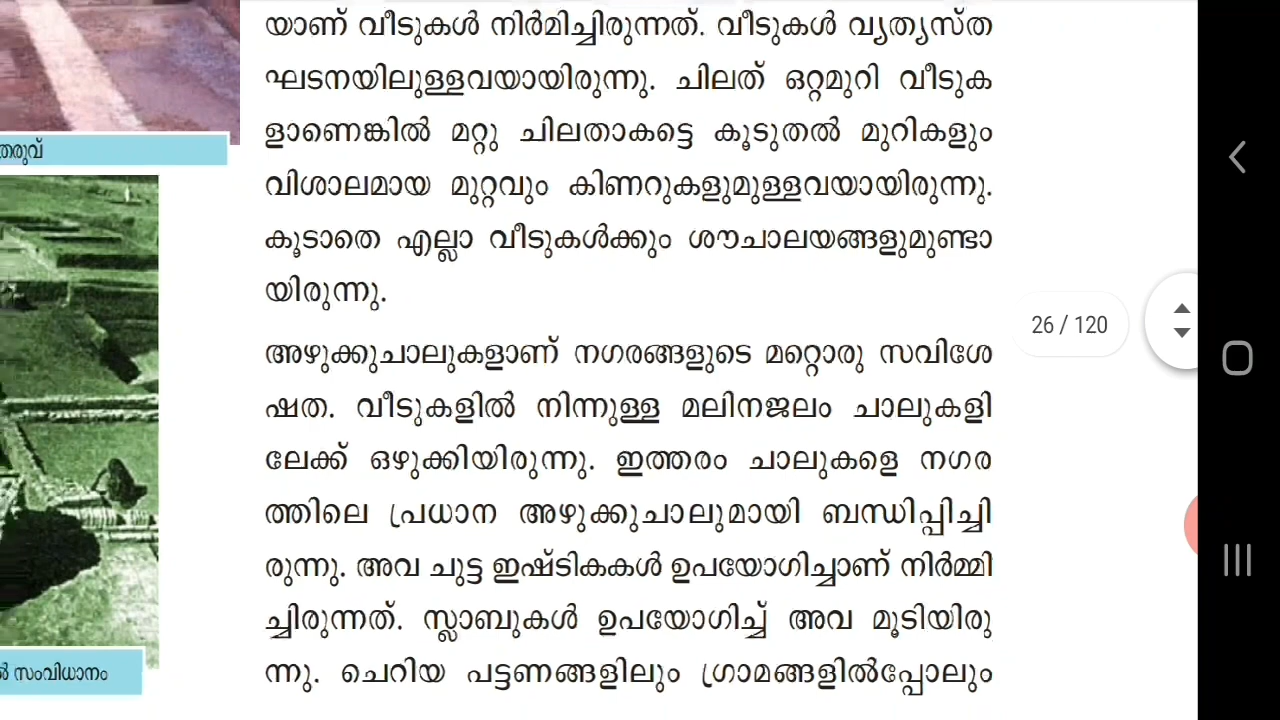 യാണ് വീടുകൾ നിർമിച്ചിരുന്നത്. വീടുകൾ വ്യത്യസ്ത
ഘടനയിലുള്ളവയായിരുന്നു. ചിലത് ഒറ്റമുറി വീടുക
ളാണെങ്കിൽ മറ്റു ചിലതാകട്ടെ കൂടുതൽ മുറികളും
വിശാലമായ മുറ്റവും കിണറുകളുമുള്ളവയായിരുന്നു.
കൂടാതെ എല്ലാ വീടുകൾക്കും ശൗചാലയങ്ങളുമുണ്ടാ
യിരുന്നു.
അഴുക്കുചാലുകളാണ് നഗരങ്ങളുടെ മറ്റൊരു സവിശേ
ഷത. വീടുകളിൽ നിന്നുള്ള മലിനജലം ചാലുകളി
ലേക്ക് ഒഴുക്കിയിരുന്നു. ഇത്തരം ചാലുകളെ നഗര
ത്തിലെ പ്രധാന അഴുക്കുചാലുമായി ബന്ധിപ്പിച്ചി
രുന്നു. അവ ചുട്ട ഇഷ്ടികകൾ ഉപയോഗിച്ചാണ് നിർമ്മി
ച്ചിരുന്നത്. സ്ലാബുകൾ ഉപയോഗിച്ച് അവ മൂടിയിരു
ന്നു. ചെറിയ പട്ടണങ്ങളിലും ഗ്രാമങ്ങളിൽപ്പോലും
തെരുവ്
ൽ സംവിധാനം
26 / 120